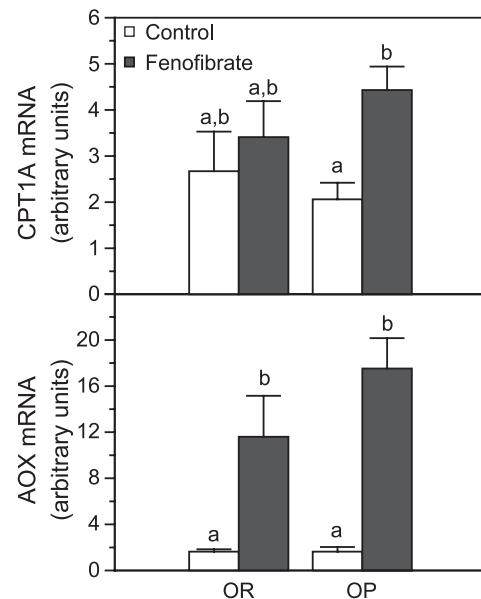 6
Control
Fenofibrate
b
5
a,b
a,b
4
a
3
2
1
0
CPT1A mRNA
(arbitrary units)
20
b
16
b
12
8
4
a
a
0
AOX mRNA
(arbitrary units)
OR
OP